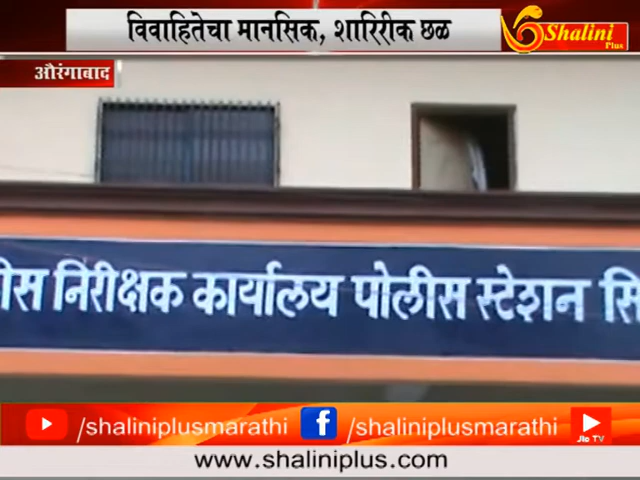 विवाहितेचा मानसिक, शारिरीक छळ
Shalini
Plus
औरंगाबाद
निरीक्षक कार्यालय पोलीस स्टेशन
/shaliniplusmarathi
/shaliniplusmarathi
Jio TV
www.shaliniplus.com